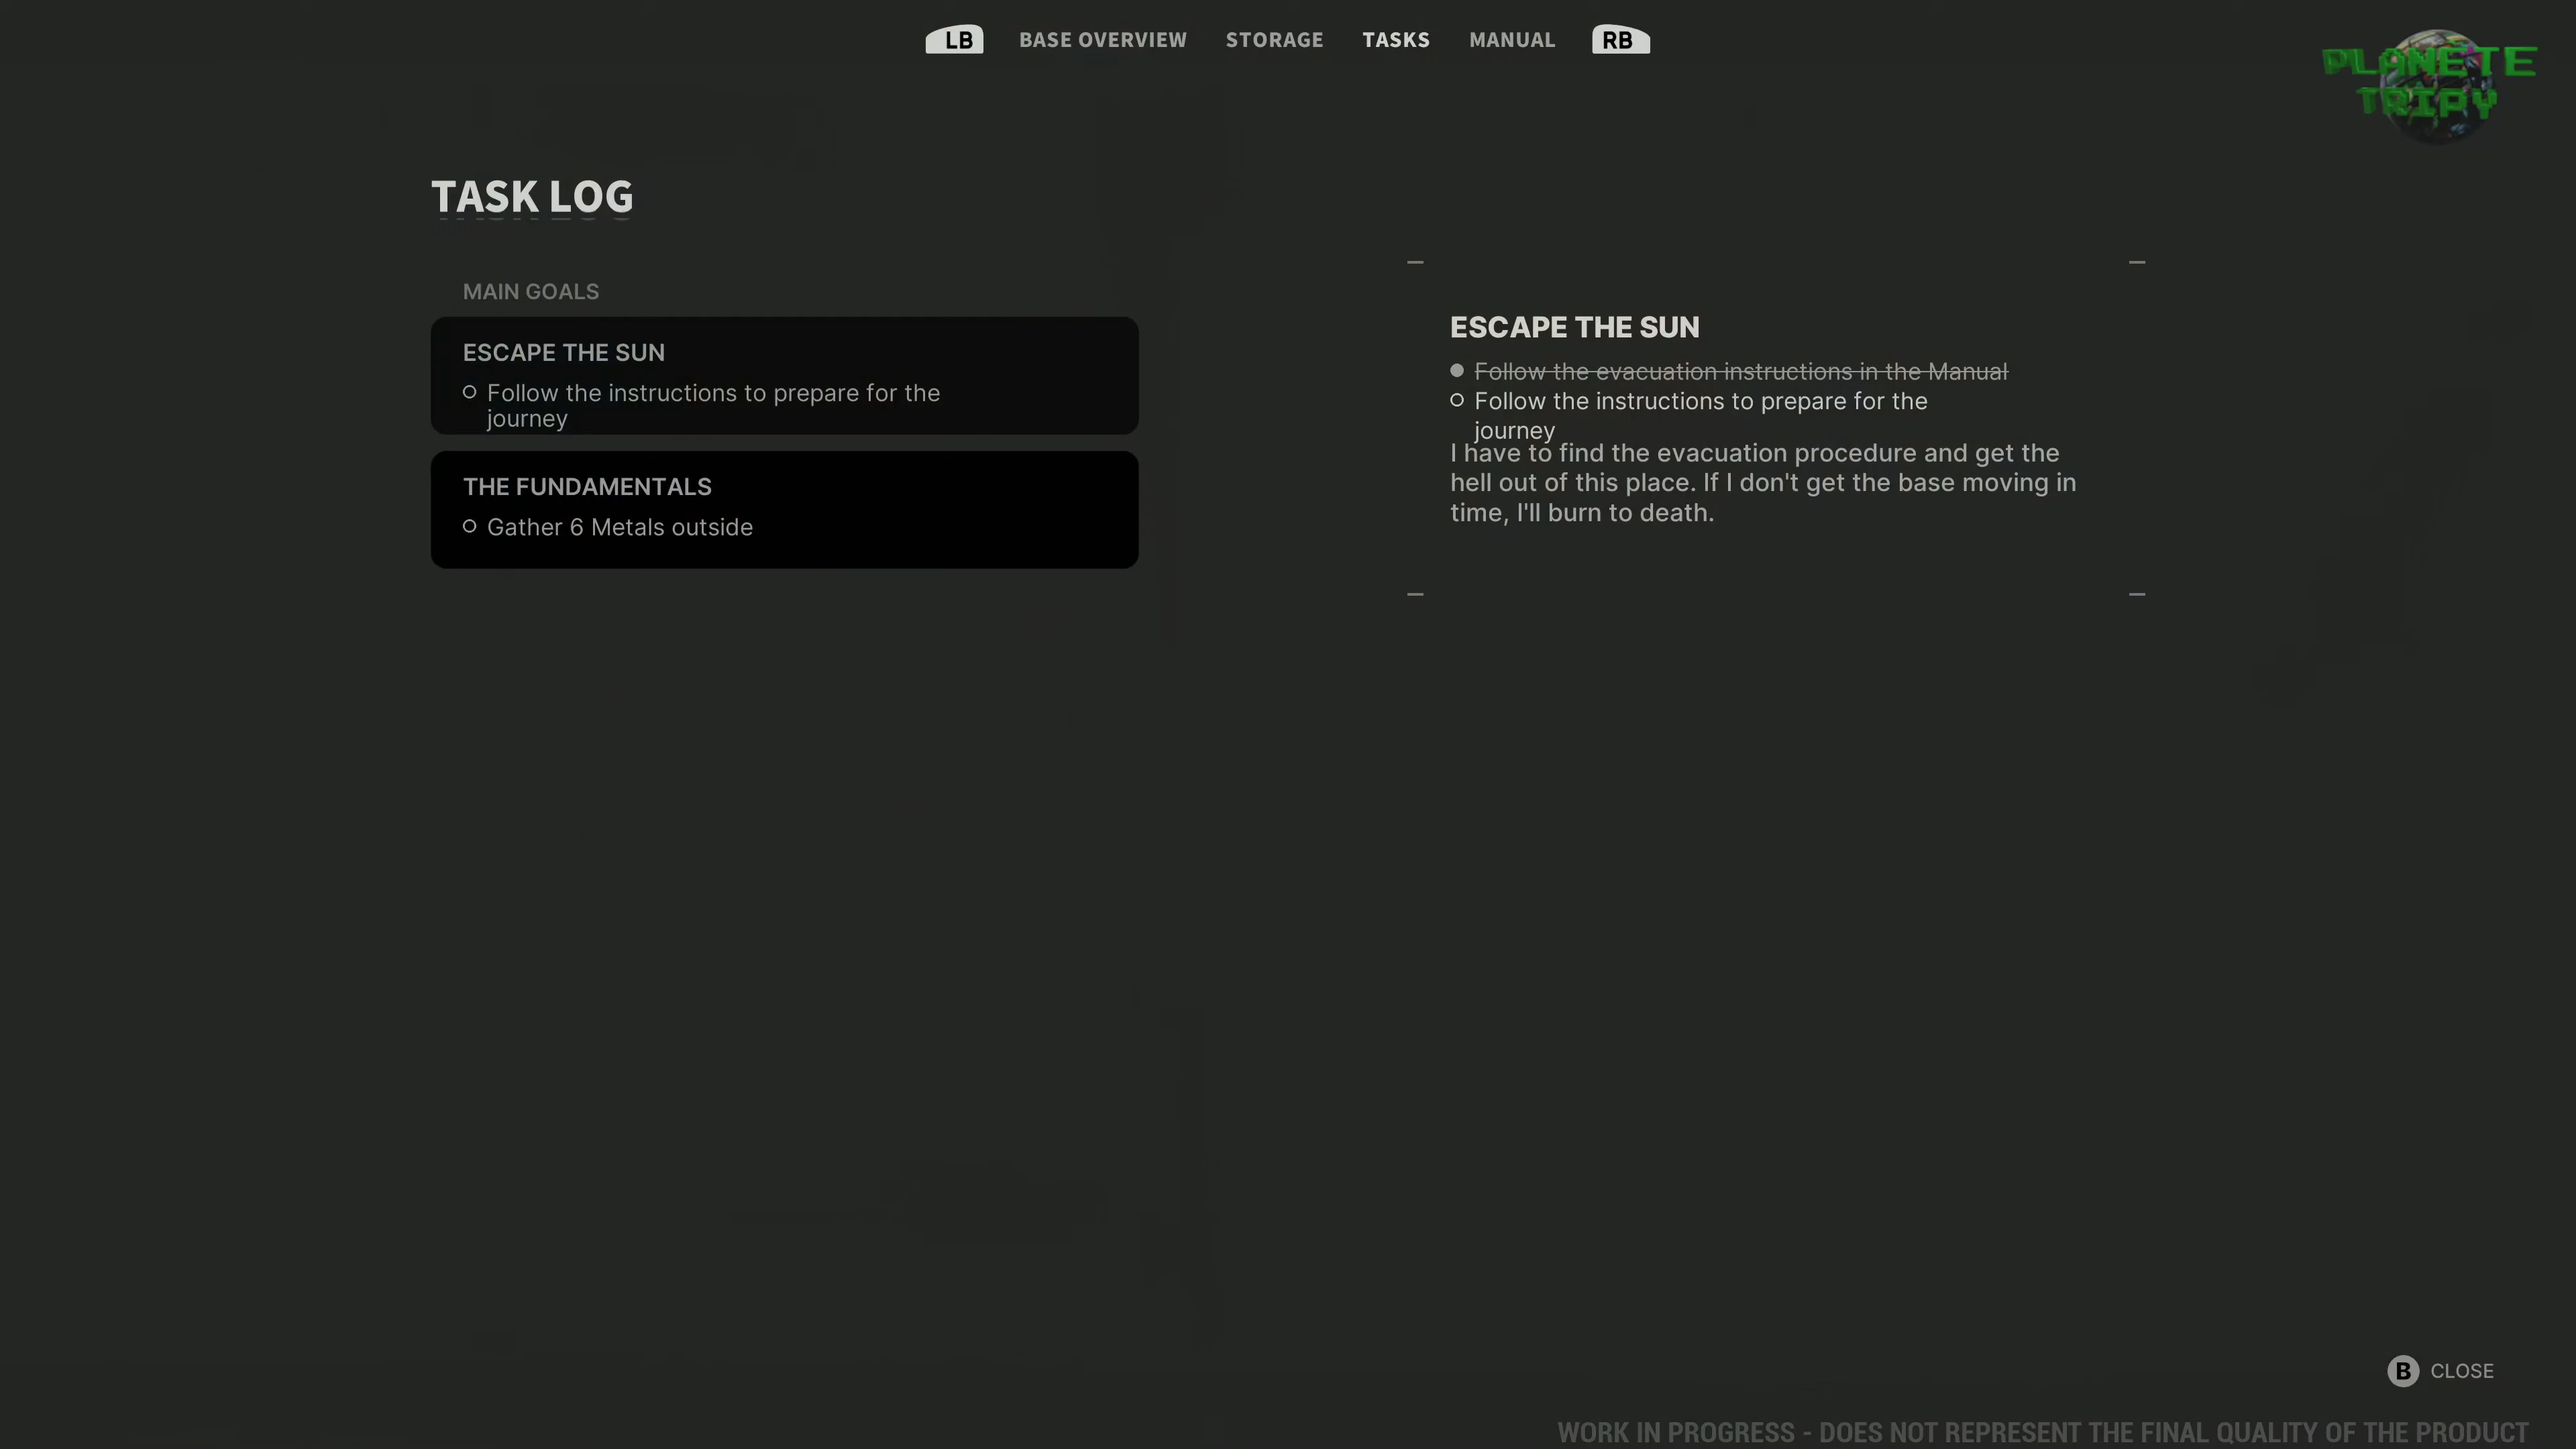 LB BASE OVERVIEW STORAGE TASKS MANUAL RB
PLANÈTE
TRIPY
TASK LOG
MAIN GOALS
ESCAPE THE SUN
Follow the instructions to prepare for the
journey
THE FUNDAMENTALS
Gather 6 Metals outside
ESCAPE THE SUN
Follow the evacuation instructions in the Manual
Follow the instructions to prepare for the
journey
I have to find the evacuation procedure and get the
hell out of this place. If I don't get the base moving in
time, I'll burn to death.
B CLOSE
WORK IN PROGRESS - DOES NOT REPRESENT THE FINAL QUALITY OF THE PRODUCT